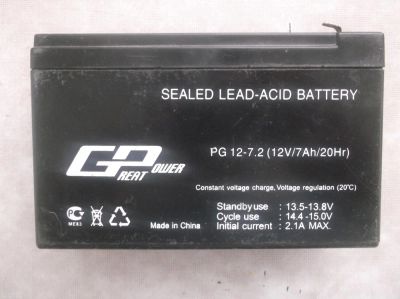 SEALED LEAD-ACID BATTERY
PG 12-7.2 (12V/7Ah/20Hr)
GREAT POWER
Constant voltage charge, Voltage regulation (20°C)
Standby use : 13.5-13.8V
Cycle use : 14.4-15.0V
Initial current : 2.1A MAX.
Made in China